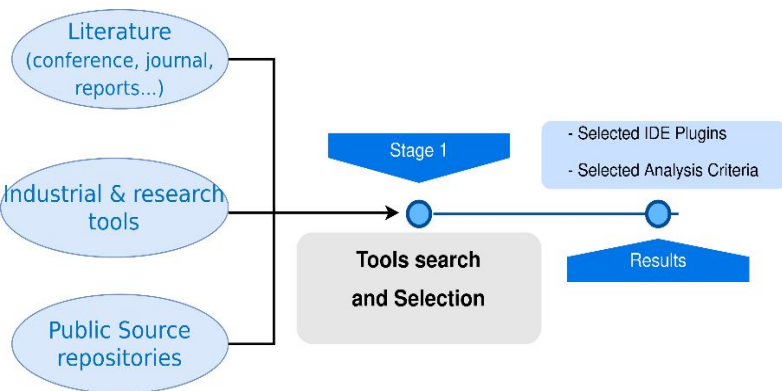 Literature
(conference, journal,
reports...)
Industrial & research
tools
Public Source
repositories
Stage 1
Tools search
and Selection
- Selected IDE Plugins
- Selected Analysis Criteria
Results